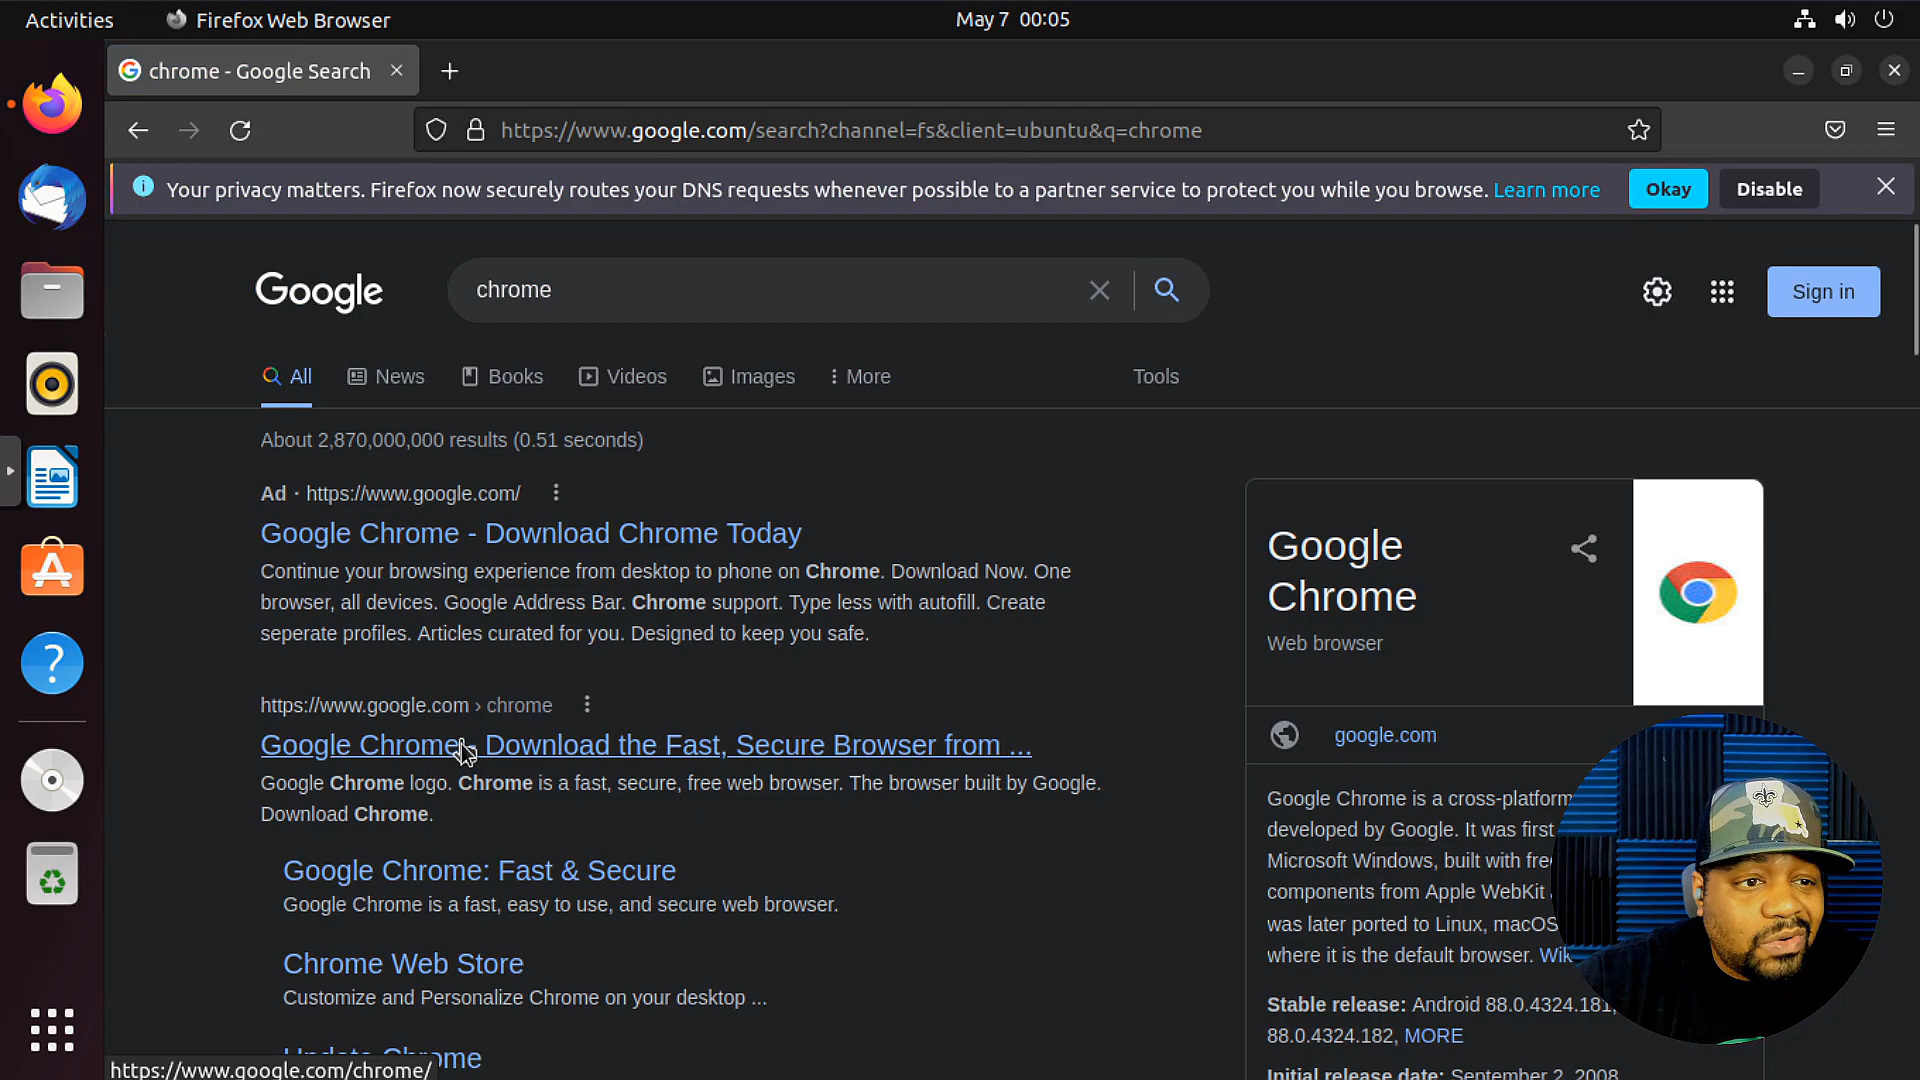 Activities
Firefox Web Browser
May 7 00:05
chrome - Google Search
https://www.google.com/search?channel=fs&client=ubuntu&q=chrome
Your privacy matters. Firefox now securely routes your DNS requests whenever possible to a partner service to protect you while you browse. Learn more
Okay
Disable
Google
chrome
Sign in
All
News
Books
Videos
Images
More
Tools
About 2,870,000,000 results (0.51 seconds)
Ad · https://www.google.com/
Google Chrome - Download Chrome Today
Continue your browsing experience from desktop to phone on Chrome. Download Now. One
browser, all devices. Google Address Bar. Chrome support. Type less with autofill. Create
seperate profiles. Articles curated for you. Designed to keep you safe.
https://www.google.com › chrome
Google Chrome - Download the Fast, Secure Browser from ...
Google Chrome logo. Chrome is a fast, secure, free web browser. The browser built by Google.
Download Chrome.
Google Chrome: Fast & Secure
Google Chrome is a fast, easy to use, and secure web browser.
Chrome Web Store
Customize and Personalize Chrome on your desktop ...
Update Chrome
https://www.google.com/chrome/
Google
Chrome
Web browser
google.com
Google Chrome is a cross-platform
developed by Google. It was first
Microsoft Windows, built with free
components from Apple WebKit
was later ported to Linux, macOS
where it is the default browser. Wik
Stable release: Android 88.0.4324.181,
88.0.4324.182, MORE
Initial release date: September 2, 2008